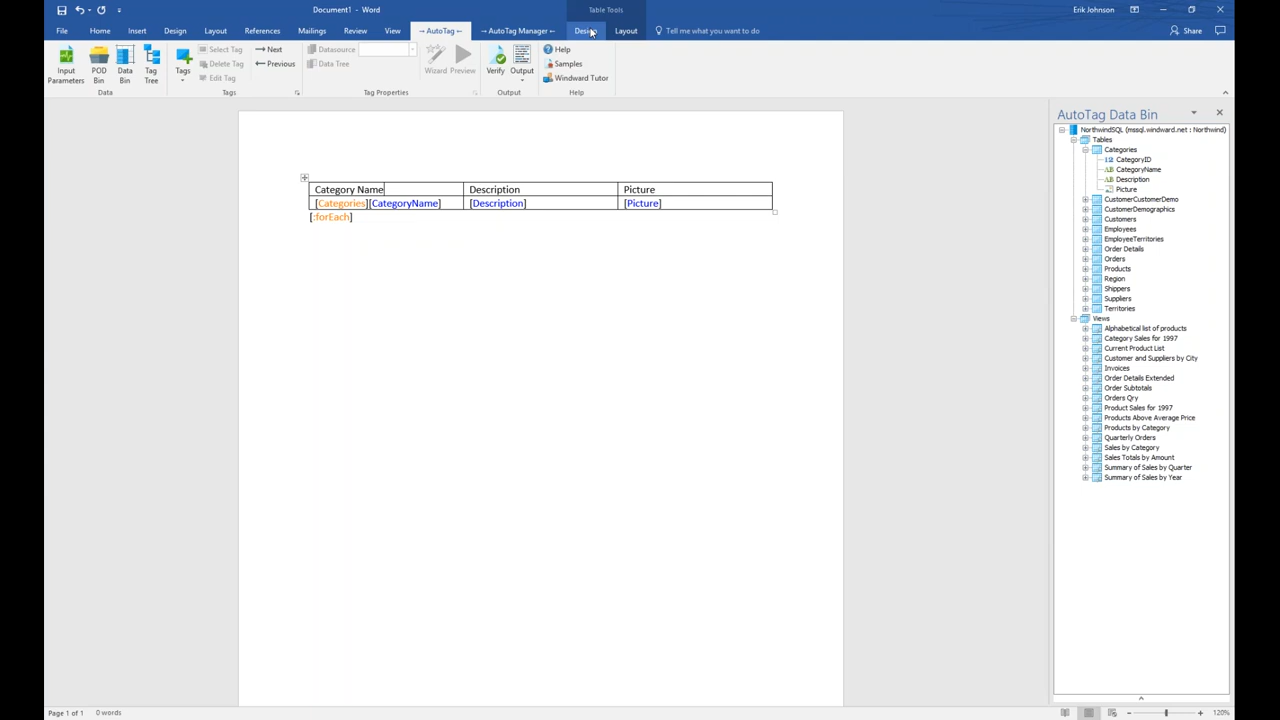 Document1 - Word
Table Tools
Erik Johnson
File Home Insert Design Layout References Mailings Review View → AutoTag ← → AutoTag Manager ← Design Layout Tell me what you want to do
Share
Input Parameters
POD Bin
Data Bin
Tag Tree
Data
Tags
Select Tag
Delete Tag
Edit Tag
Next
Previous
Tags
Datasource
Data Tree
Wizard
Preview
Tag Properties
Verify
Output
Output
Help
Samples
Windward Tutor
Help
Category Name Description Picture
[Categories][CategoryName] [Description] [Picture]
[:forEach]
AutoTag Data Bin
NorthwindSQL (mssql.windward.net : Northwind)
Tables
Categories
CategoryID
CategoryName
Description
Picture
CustomerCustomerDemo
CustomerDemographics
Customers
Employees
EmployeeTerritories
Order Details
Orders
Products
Region
Shippers
Suppliers
Territories
Views
Alphabetical list of products
Category Sales for 1997
Current Product List
Customer and Suppliers by City
Invoices
Order Details Extended
Order Subtotals
Orders Qry
Product Sales for 1997
Products Above Average Price
Products by Category
Quarterly Orders
Sales by Category
Sales Totals by Amount
Summary of Sales by Quarter
Summary of Sales by Year
Page 1 of 1 0 words
120%